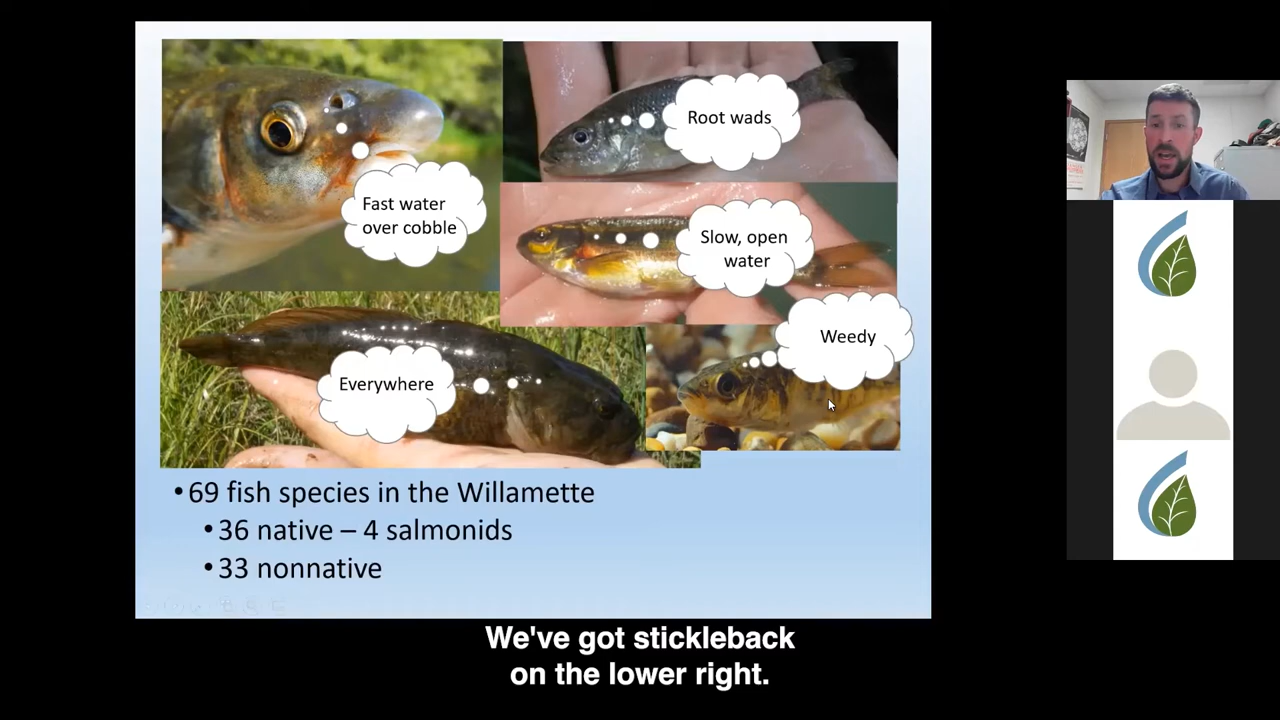 Fast water
over cobble
Root wads
Slow, open
water
Everywhere
Weedy
•69 fish species in the Willamette
•36 native – 4 salmonids
•33 nonnative
We've got stickleback
on the lower right.